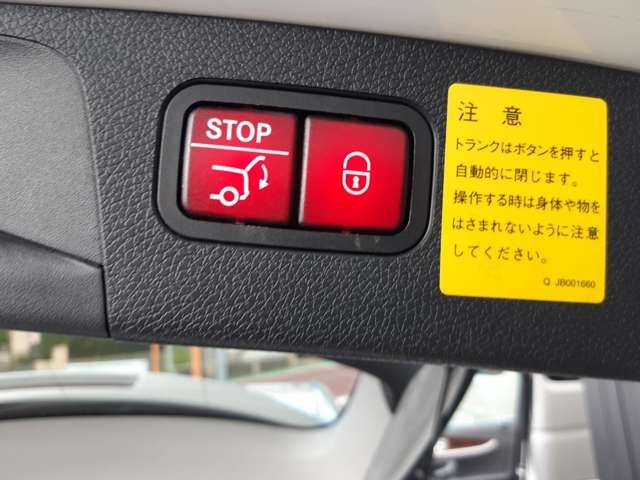 STOP
注 意
トランクはボタンを押すと
自動的に閉じます。
操作する時は身体や物を
はさまれないように注意
してください。
Q JB001660